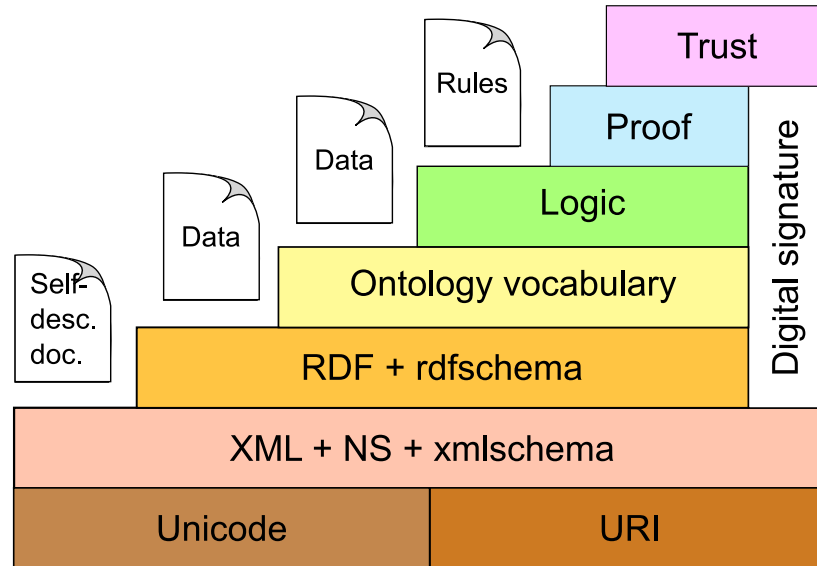 Trust
Rules
Proof
Data
Logic
Data
Ontology vocabulary
Digital signature
Self-
desc.
doc.
RDF + rdfschema
XML + NS + xmlschema
Unicode
URI